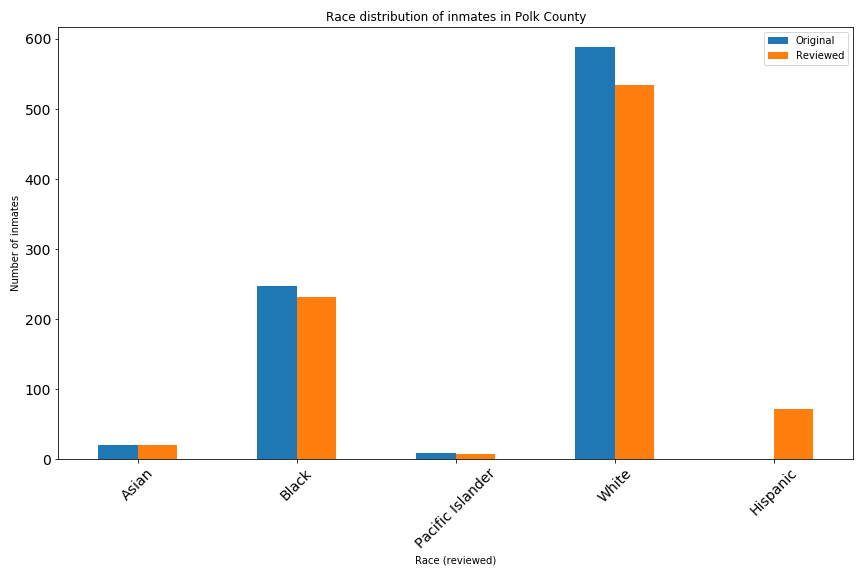 Race distribution of inmates in Polk County
Original
Reviewed
600
500
400
300
200
100
0
Number of inmates
Asian
Black
Pacific Islander
White
Hispanic
Race (reviewed)